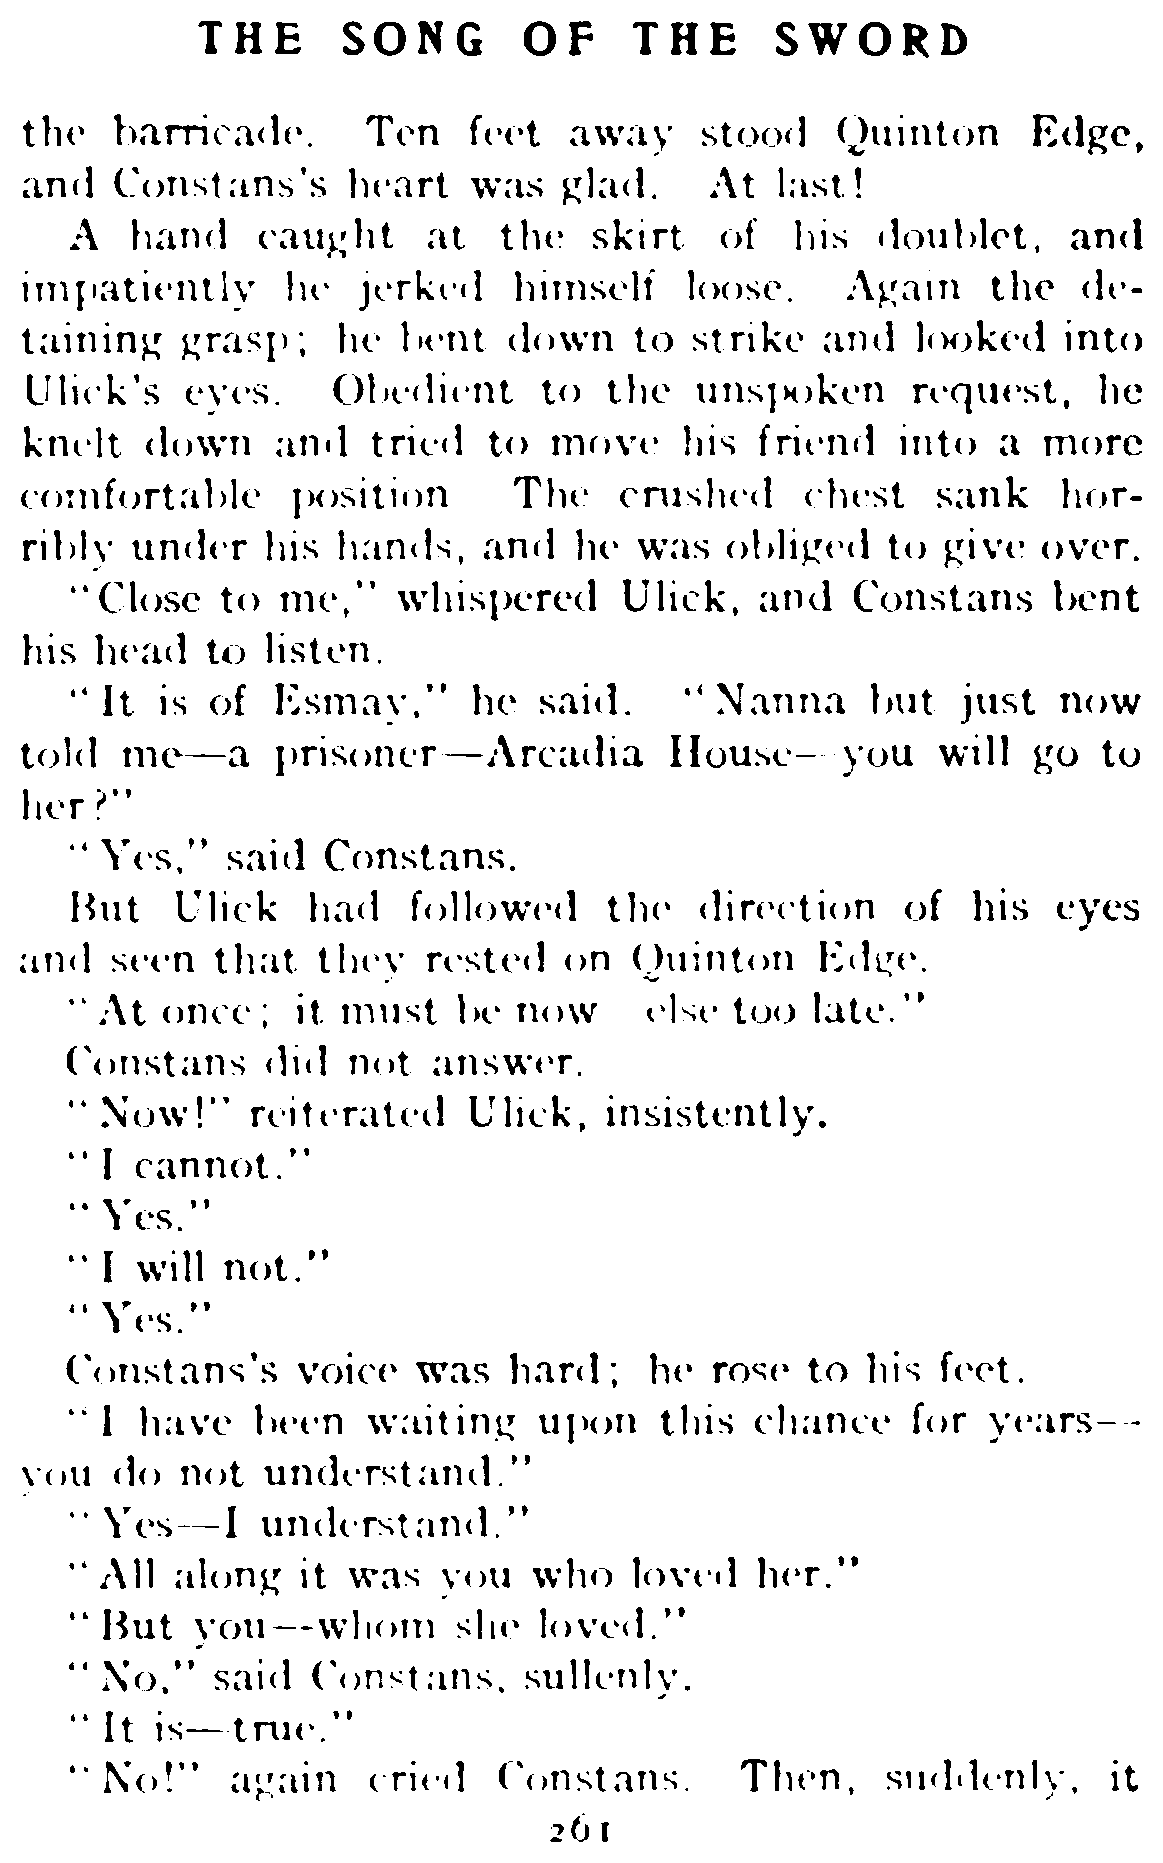 THE SONG OF THE SWORD
the barricade. Ten feet away stood Quinton Edge,
and Constans's heart was glad. At last!
A hand caught at the skirt of his doublet, and
impatiently he jerked himself loose. Again the de-
taining grasp; he bent down to strike and looked into
Ulick's eyes. Obedient to the unspoken request, he
knelt down and tried to move his friend into a more
comfortable position The crushed chest sank hor-
ribly under his hands, and he was obliged to give over.
"Close to me," whispered Ulick, and Constans bent
his head to listen.
"It is of Esmay," he said. "Nanna but just now
told me—a prisoner—Arcadia House—you will go to
her?"
"Yes," said Constans.
But Ulick had followed the direction of his eyes
and seen that they rested on Quinton Edge.
"At once; it must be now else too late."
Constans did not answer.
"Now!" reiterated Ulick, insistently.
"I cannot."
"Yes."
"I will not."
"Yes."
Constans's voice was hard; he rose to his feet.
"I have been waiting upon this chance for years—
you do not understand."
"Yes—I understand."
"All along it was you who loved her."
"But you—whom she loved."
"No," said Constans, sullenly.
"It is—true."
"No!" again cried Constans. Then, suddenly, it
261